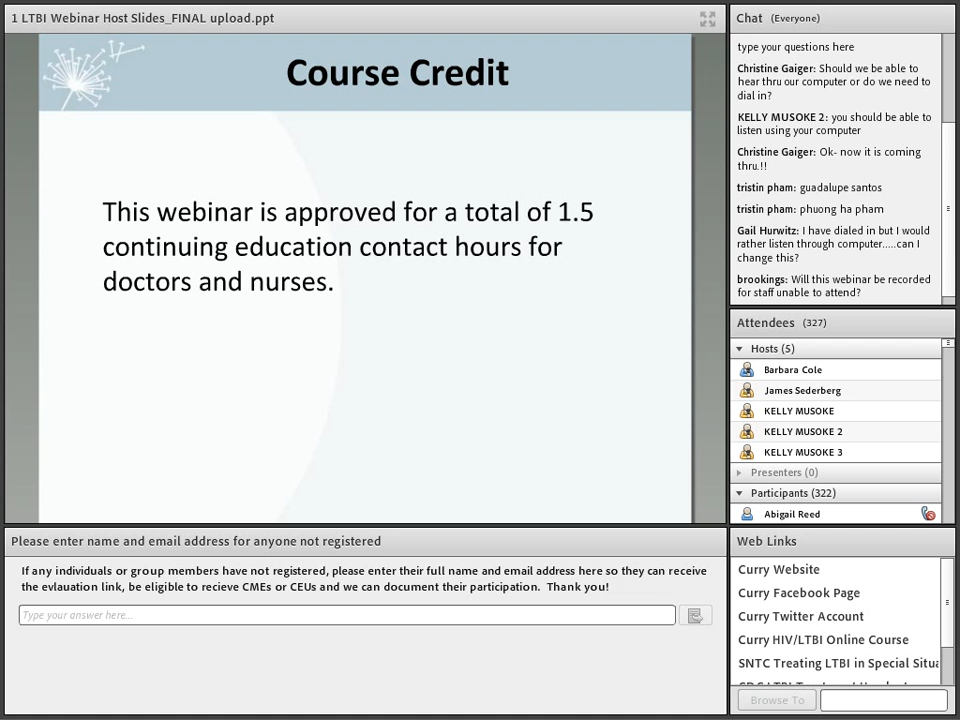 1 LTBI Webinar Host Slides_FINAL upload.ppt
Course Credit
This webinar is approved for a total of 1.5
continuing education contact hours for
doctors and nurses.
Please enter name and email address for anyone not registered
If any individuals or group members have not registered, please enter their full name and email address here so they can receive
the evlauation link, be eligible to recieve CMEs or CEUs and we can document their participation. Thank you!
Type your answer here...
Chat (Everyone)
type your questions here
Christine Gaiger: Should we be able to
hear thru our computer or do we need to
dial in?
KELLY MUSOKE 2: you should be able to
listen using your computer
Christine Gaiger: Ok- now it is coming
thru.!!
tristin pham: guadalupe santos
tristin pham: phuong ha pham
Gail Hurwitz: I have dialed in but I would
rather listen through computer.....can I
change this?
brookings: Will this webinar be recorded
for staff unable to attend?
Attendees (327)
Hosts (5)
Barbara Cole
James Sederberg
KELLY MUSOKE
KELLY MUSOKE 2
KELLY MUSOKE 3
Presenters (0)
Participants (322)
Abigail Reed
Web Links
Curry Website
Curry Facebook Page
Curry Twitter Account
Curry HIV/LTBI Online Course
SNTC Treating LTBI in Special Situa
Browse To